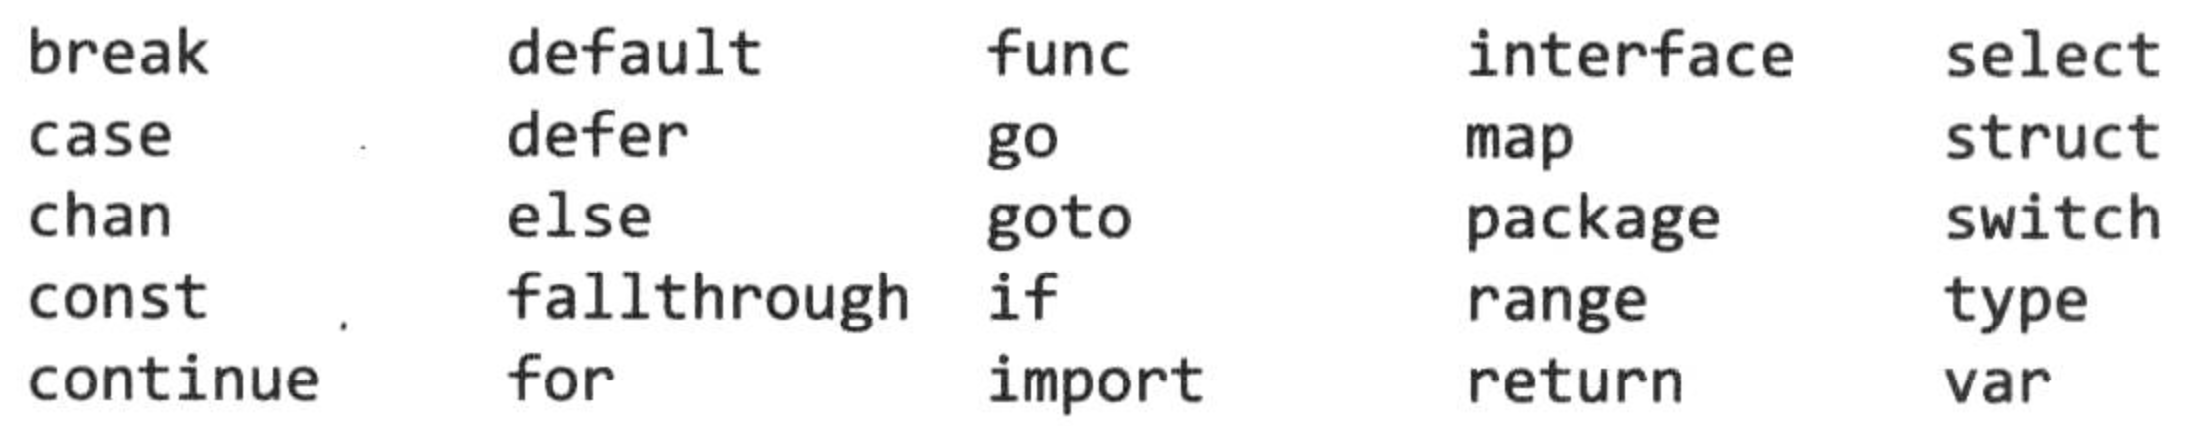 break default func interface select
case defer go map struct
chan else goto package switch
const fallthrough if range type
continue for import return var